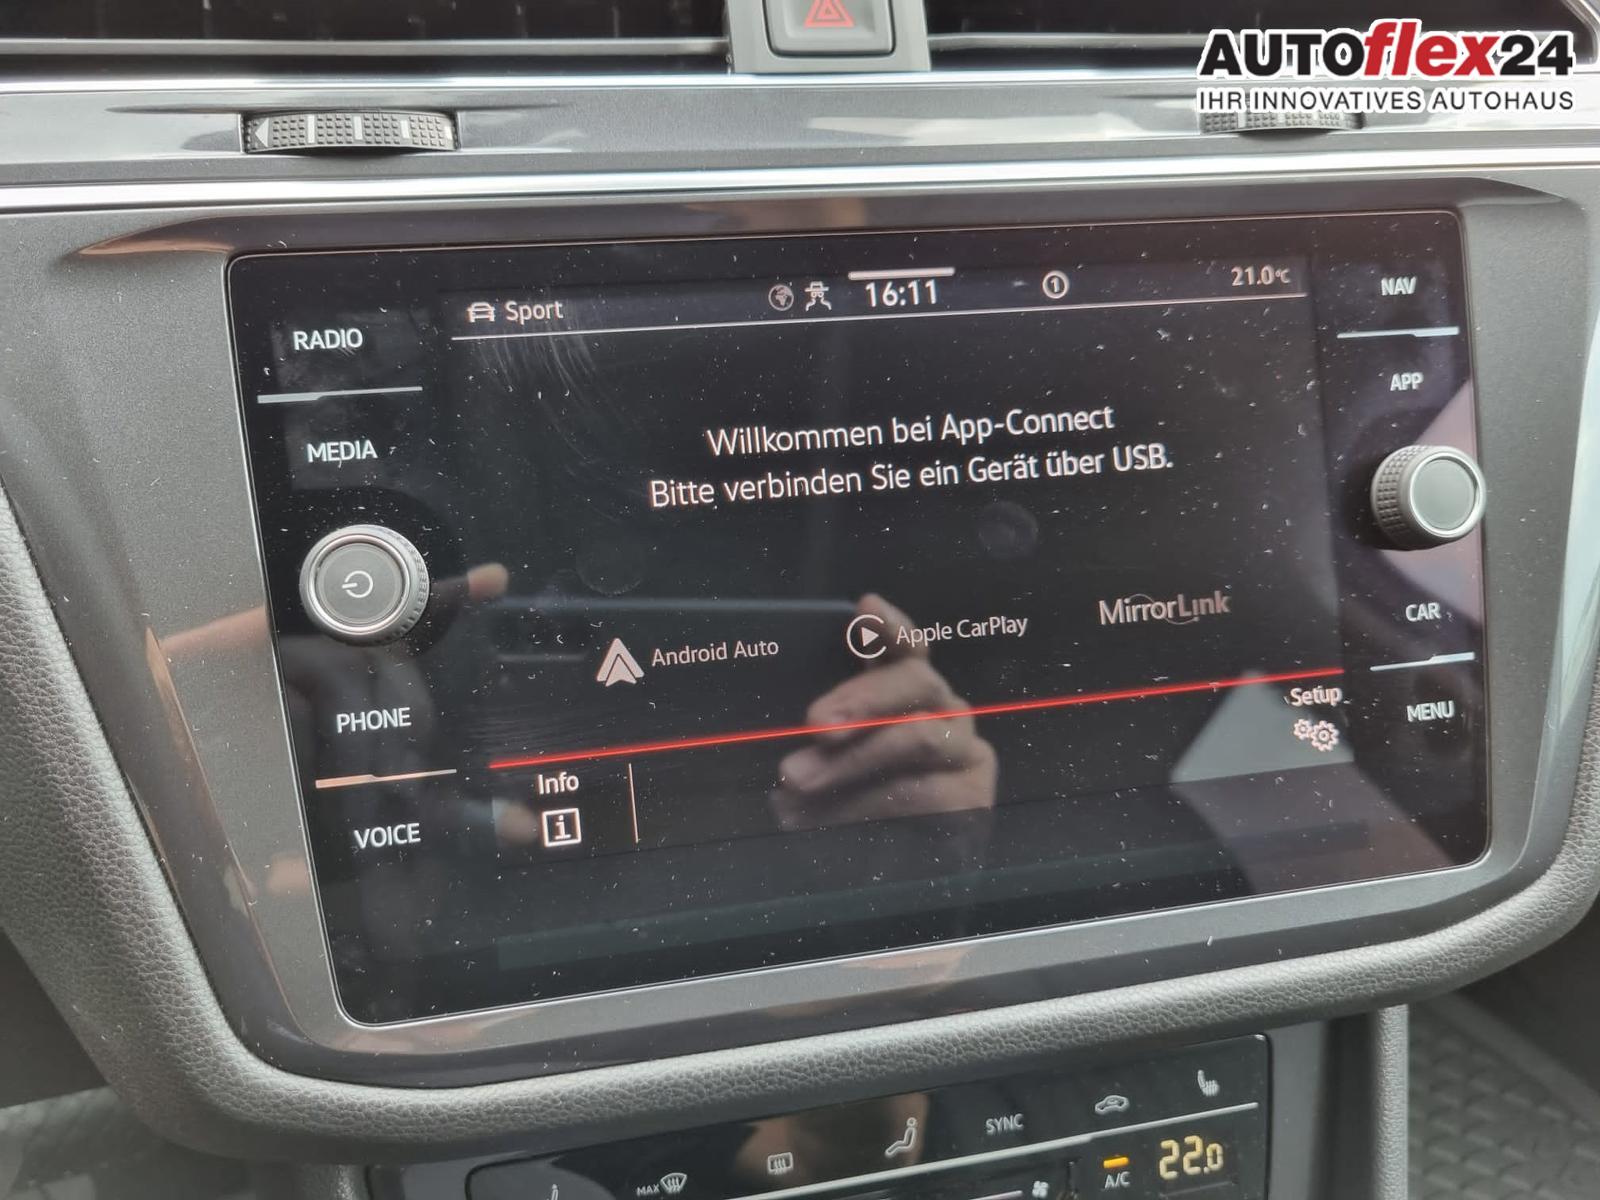 AUTOflex24
IHR INNOVATIVES AUTOHAUS
Sport
16:11
1
21.0°C
RADIO
MEDIA
PHONE
VOICE
NAV
APP
CAR
MENU
Willkommen bei App-Connect
Bitte verbinden Sie ein Gerät über USB.
Android Auto
Apple CarPlay
MirrorLink
Info
i
Setup
MAX
SYNC
A/C
22.0